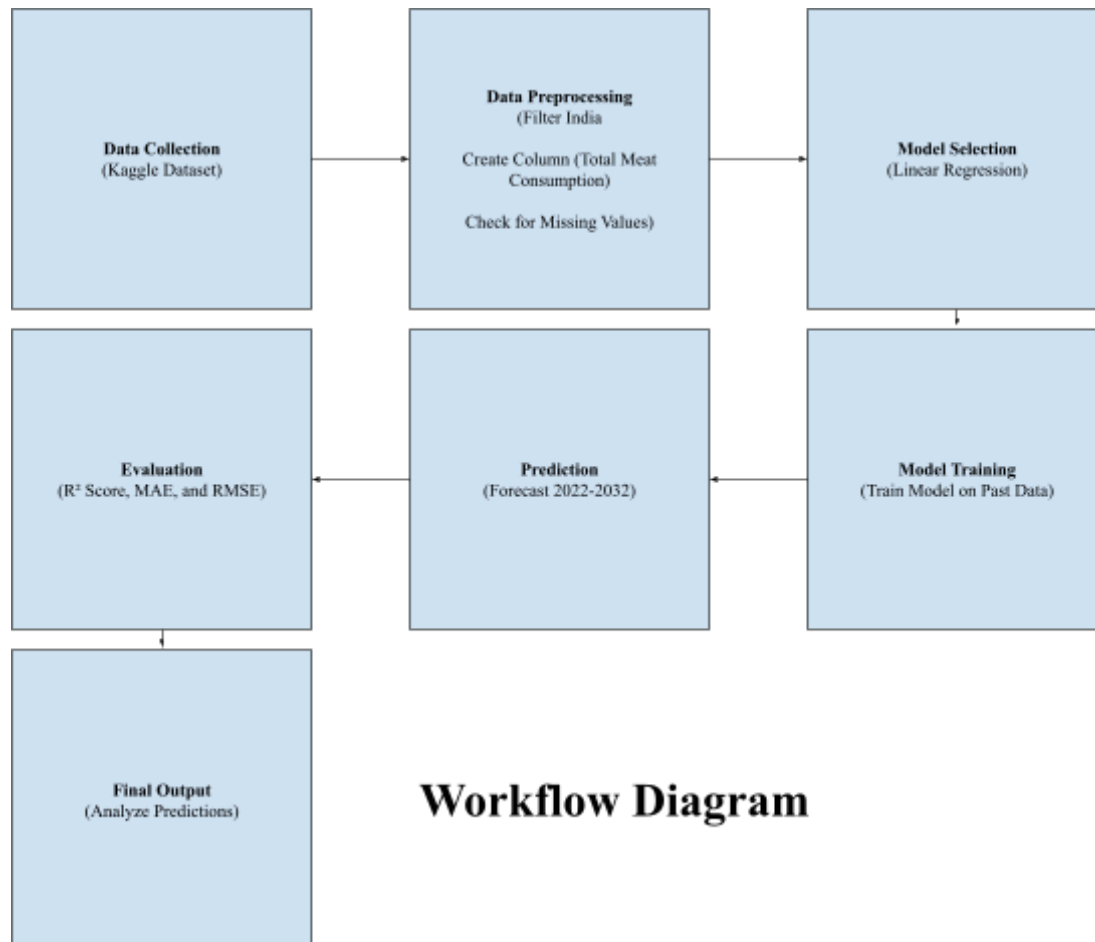 Data Collection
(Kaggle Dataset)
Data Preprocessing
(Filter India
Create Column (Total Meat
Consumption)
Check for Missing Values)
Model Selection
(Linear Regression)
Model Training
(Train Model on Past Data)
Prediction
(Forecast 2022-2032)
Evaluation
(R² Score, MAE, and RMSE)
Final Output
(Analyze Predictions)
Workflow Diagram